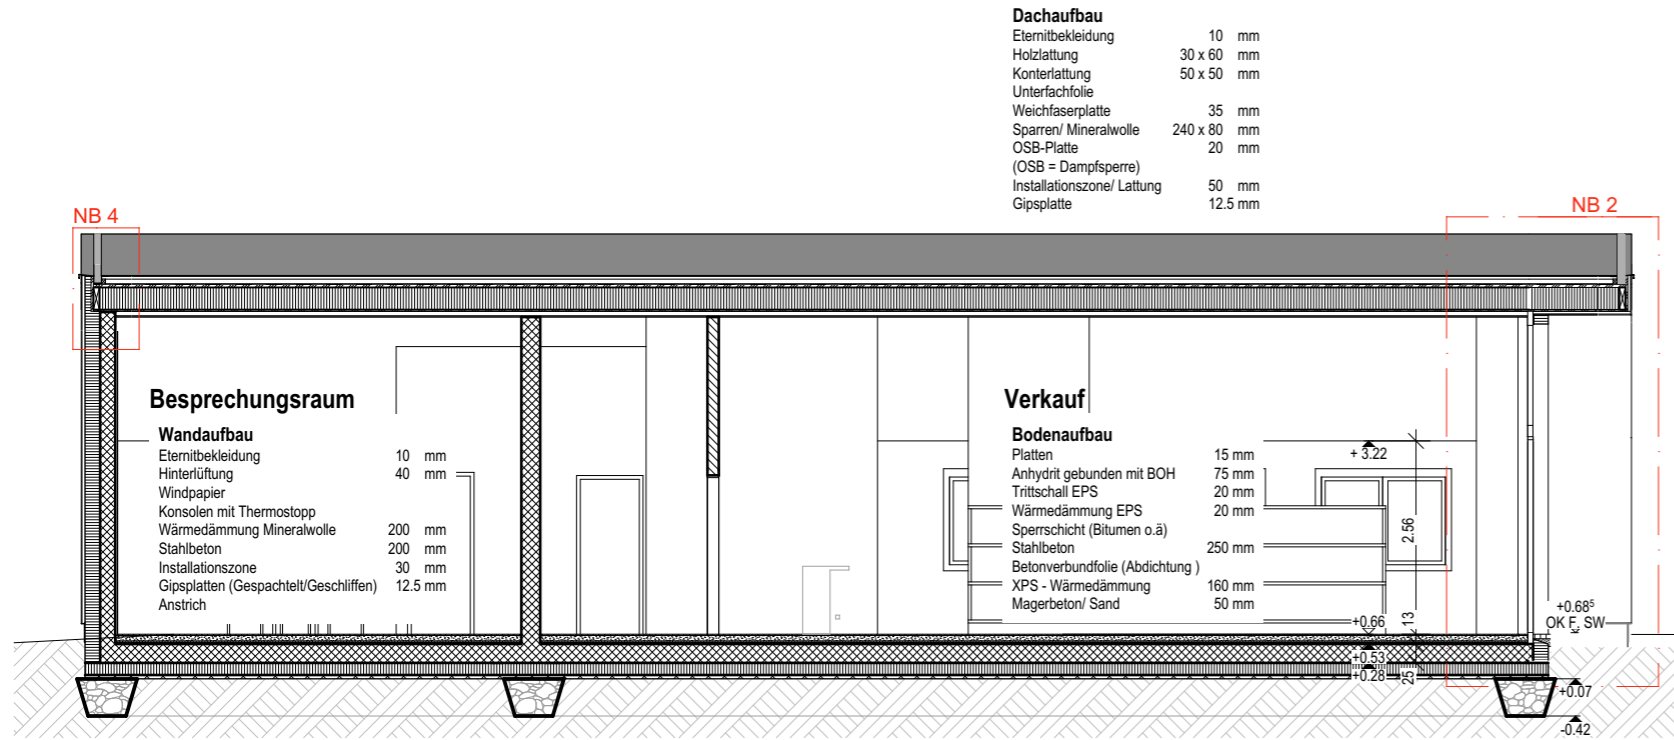 Dachaufbau
Eternitbekleidung 10 mm
Holzlattung 30 x 60 mm
Konterlattung 50 x 50 mm
Unterfachfolie
Weichfaserplatte 35 mm
Sparren/ Mineralwolle 240 x 80 mm
OSB-Platte 20 mm
(OSB = Dampfsperre)
Installationszone/ Lattung 50 mm
Gipsplatte 12.5 mm
NB 4
NB 2
Besprechungsraum
Wandaufbau
Eternitbekleidung 10 mm
Hinterlüftung 40 mm
Windpapier
Konsolen mit Thermostopp
Wärmedämmung Mineralwolle 200 mm
Stahlbeton 200 mm
Installationszone 30 mm
Gipsplatten (Gespachtelt/Geschliffen) 12.5 mm
Anstrich
Verkauf
Bodenaufbau
Platten 15 mm
Anhydrit gebunden mit BOH 75 mm
Trittschall EPS 20 mm
Wärmedämmung EPS 20 mm
Sperrschicht (Bitumen o.ä)
Stahlbeton 250 mm
Betonverbundfolie (Abdichtung )
XPS - Wärmedämmung 160 mm
Magerbeton/ Sand 50 mm
+ 3.22
2.56
13
25
+0.66
+0.53
+0.28
+0.68⁵
OK F. SW
+0.07
-0.42